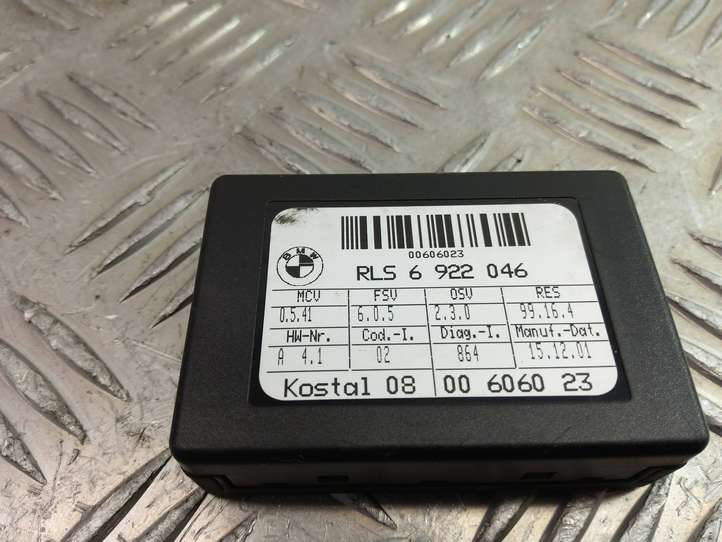 00606023
BMW
RLS 6 922 046
MCV FSV OSV RES
0.5.41 6.0.5 2.3.0 99.16.4
HW-Nr. Cod.-I. Diag.-I. Manuf.-Dat.
A 4.1 02 864 15.12.01
Kostal 08 00 6060 23